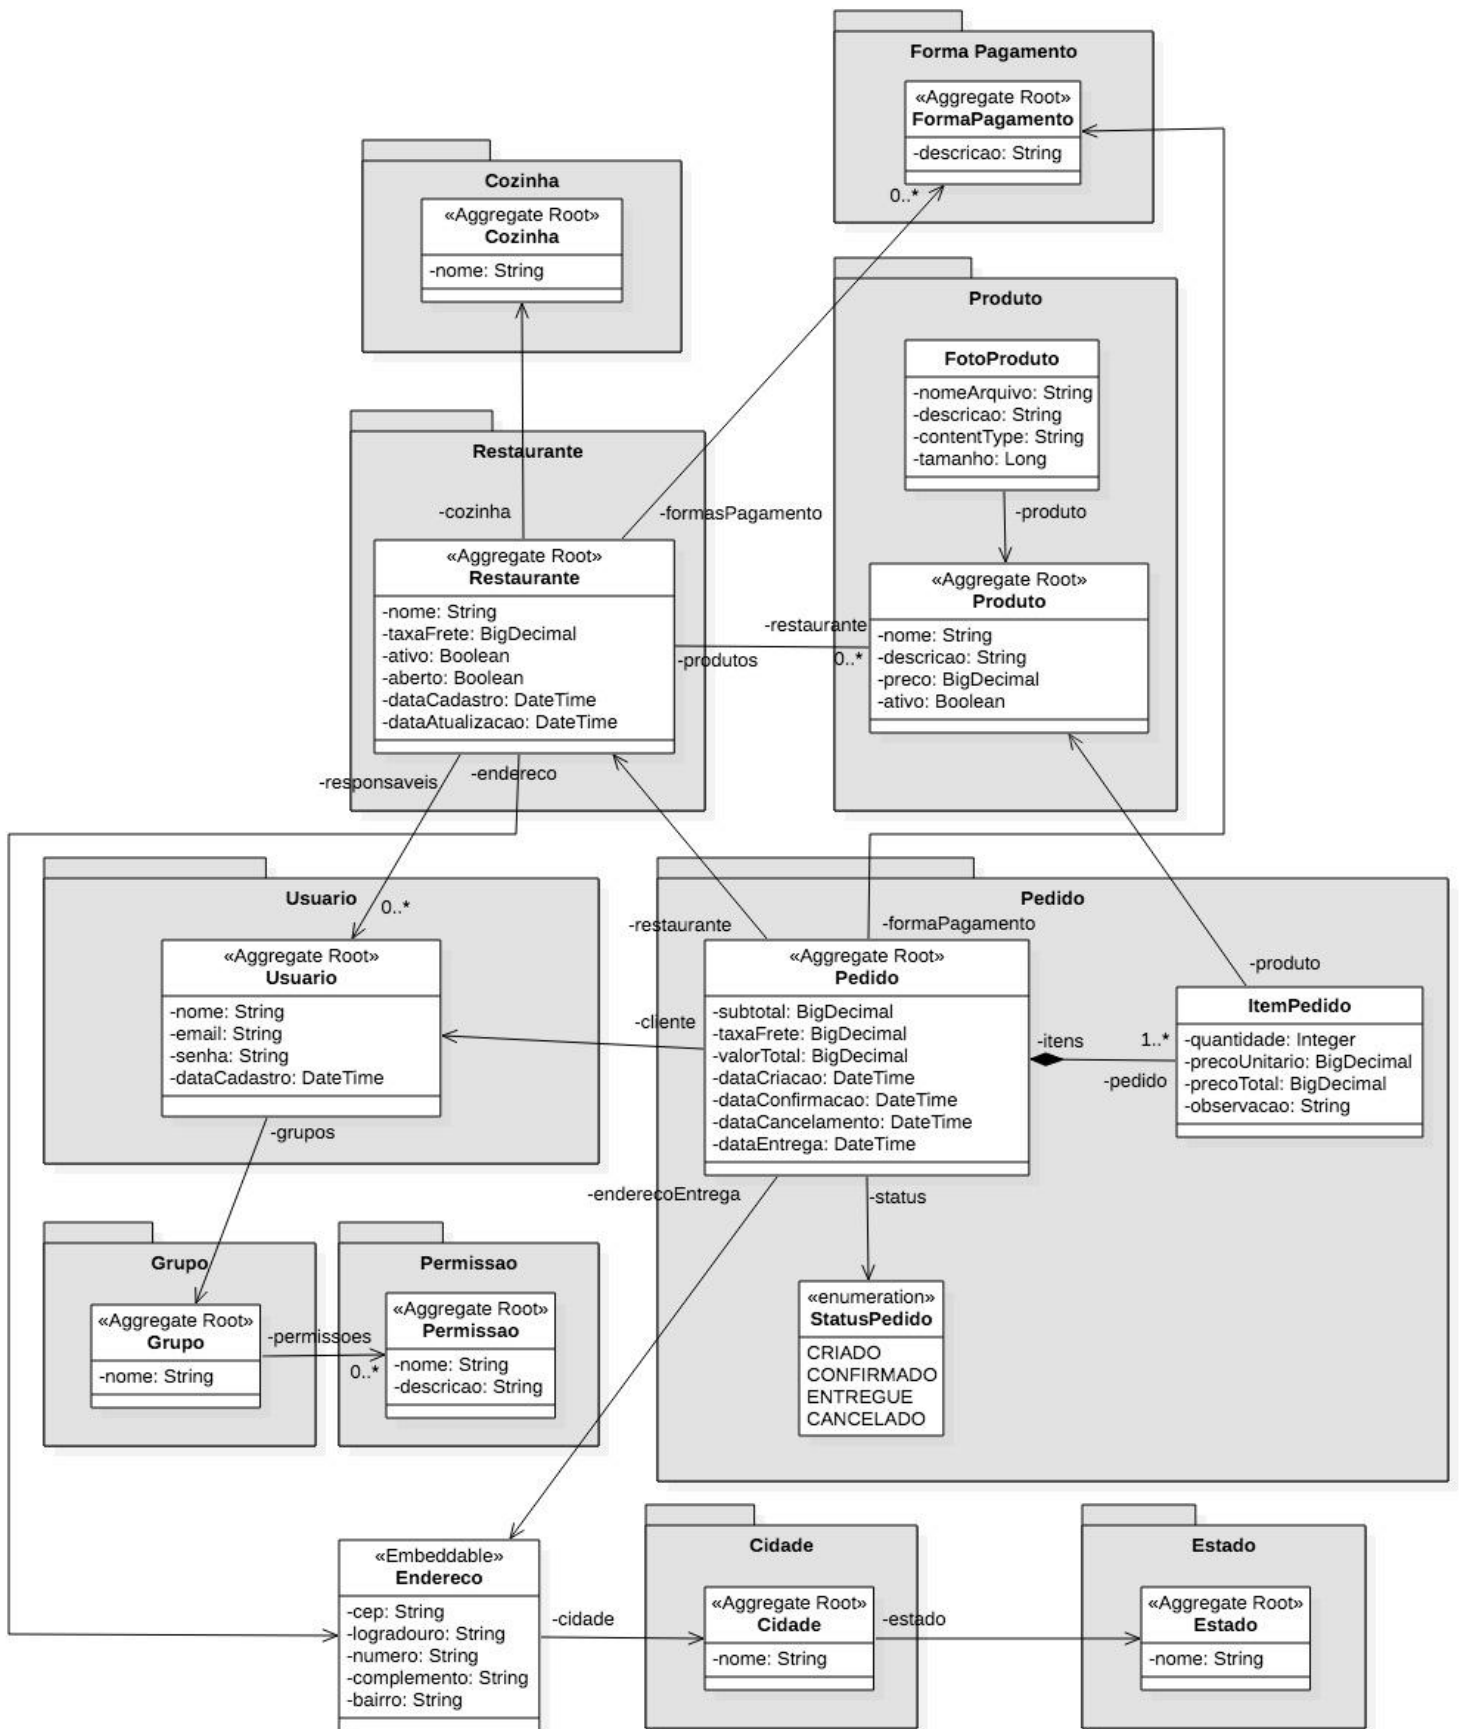 Forma Pagamento
«Aggregate Root»
FormaPagamento
-descricao: String
0..*
Cozinha
«Aggregate Root»
Cozinha
-nome: String
Produto
FotoProduto
-nomeArquivo: String
-descricao: String
-contentType: String
-tamanho: Long
-produto
Restaurante
-cozinha
-formasPagamento
«Aggregate Root»
Restaurante
-nome: String
-taxaFrete: BigDecimal
-ativo: Boolean
-aberto: Boolean
-dataCadastro: DateTime
-dataAtualizacao: DateTime
-restaurante
-produtos
0..*
«Aggregate Root»
Produto
-nome: String
-descricao: String
-preco: BigDecimal
-ativo: Boolean
-responsaveis
-endereco
Usuario
0..*
«Aggregate Root»
Usuario
-nome: String
-email: String
-senha: String
-dataCadastro: DateTime
-grupos
Pedido
-restaurante
-formaPagamento
-cliente
«Aggregate Root»
Pedido
-subtotal: BigDecimal
-taxaFrete: BigDecimal
-valorTotal: BigDecimal
-dataCriacao: DateTime
-dataConfirmacao: DateTime
-dataCancelamento: DateTime
-dataEntrega: DateTime
-itens
1..*
-pedido
-produto
ItemPedido
-quantidade: Integer
-precoUnitario: BigDecimal
-precoTotal: BigDecimal
-observacao: String
-enderecoEntrega
-status
«enumeration»
StatusPedido
CRIADO
CONFIRMADO
ENTREGUE
CANCELADO
Grupo
«Aggregate Root»
Grupo
-nome: String
-permissoes
0..*
Permissao
«Aggregate Root»
Permissao
-nome: String
-descricao: String
«Embeddable»
Endereco
-cep: String
-logradouro: String
-numero: String
-complemento: String
-bairro: String
-cidade
Cidade
«Aggregate Root»
Cidade
-nome: String
-estado
Estado
«Aggregate Root»
Estado
-nome: String